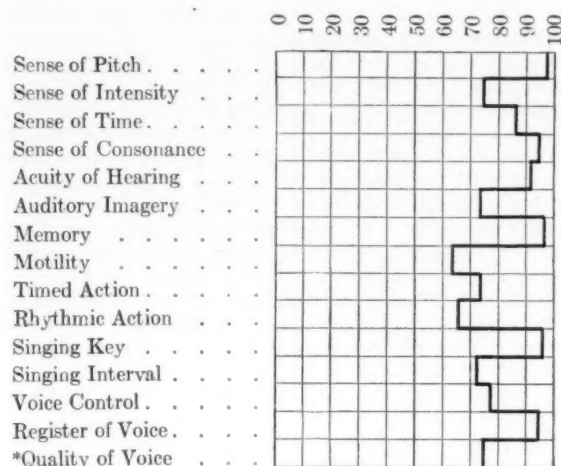 0 10 20 30 40 50 60 70 80 90 100
Sense of Pitch . . . . .
Sense of Intensity . . .
Sense of Time . . . . .
Sense of Consonance . .
Acuity of Hearing . . .
Auditory Imagery . . .
Memory . . . . . .
Motility . . . . . .
Timed Action . . . . .
Rhythmic Action . . .
Singing Key . . . . .
Singing Interval . . . .
Voice Control . . . . .
Register of Voice . . . .
*Quality of Voice . . .